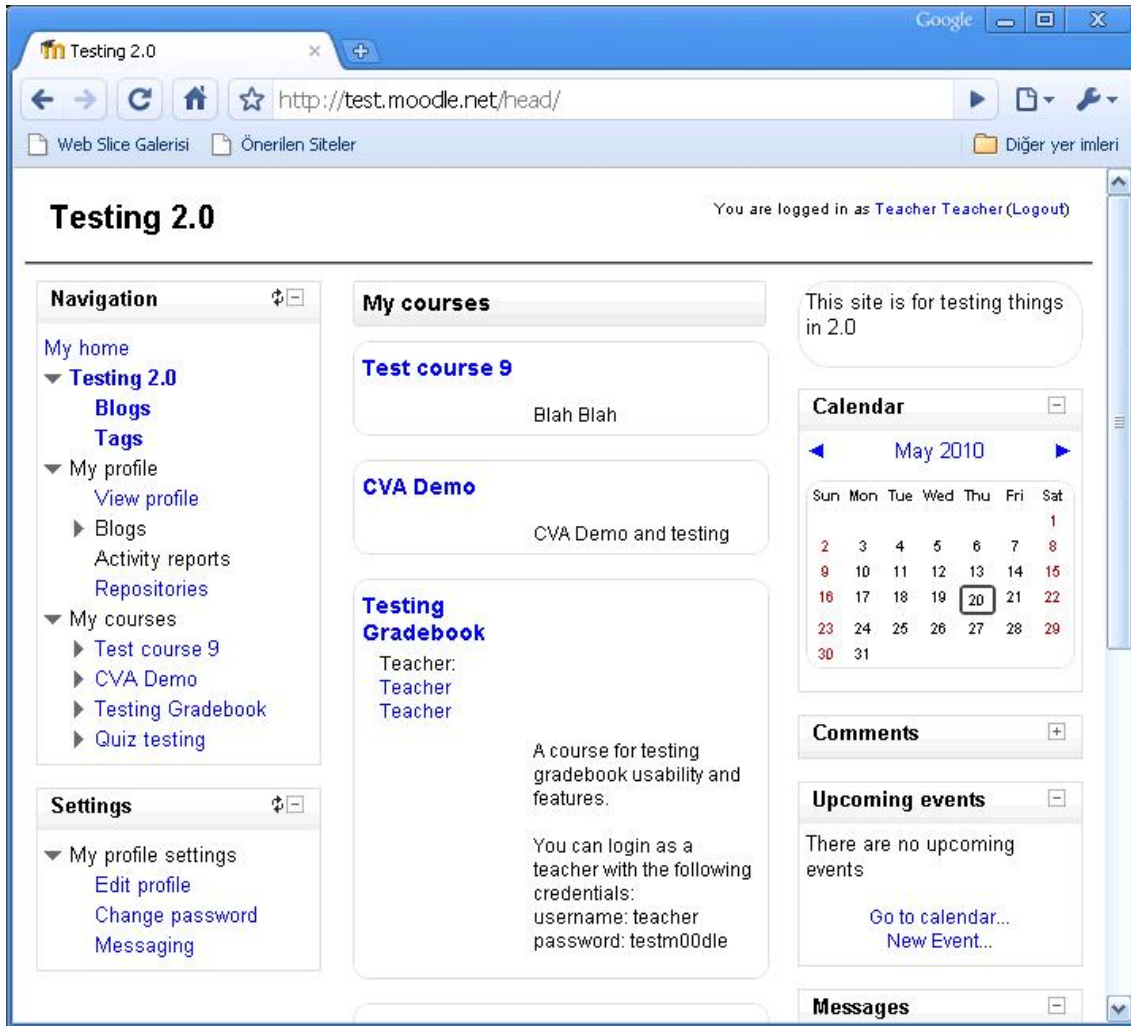 Google
Testing 2.0
http://test.moodle.net/head/
Web Slice Galerisi Önerilen Siteler Diğer yer imleri
Testing 2.0
You are logged in as Teacher Teacher (Logout)
Navigation
My home
Testing 2.0
Blogs
Tags
My profile
View profile
Blogs
Activity reports
Repositories
My courses
Test course 9
CVA Demo
Testing Gradebook
Quiz testing
Settings
My profile settings
Edit profile
Change password
Messaging
My courses
Test course 9
Blah Blah
CVA Demo
CVA Demo and testing
Testing
Gradebook
Teacher:
Teacher
Teacher
A course for testing
gradebook usability and
features.
You can login as a
teacher with the following
credentials:
username: teacher
password: testm00dle
This site is for testing things
in 2.0
Calendar
May 2010
Sun Mon Tue Wed Thu Fri Sat
1
2 3 4 5 6 7 8
9 10 11 12 13 14 15
16 17 18 19 20 21 22
23 24 25 26 27 28 29
30 31
Comments
Upcoming events
There are no upcoming
events
Go to calendar...
New Event...
Messages